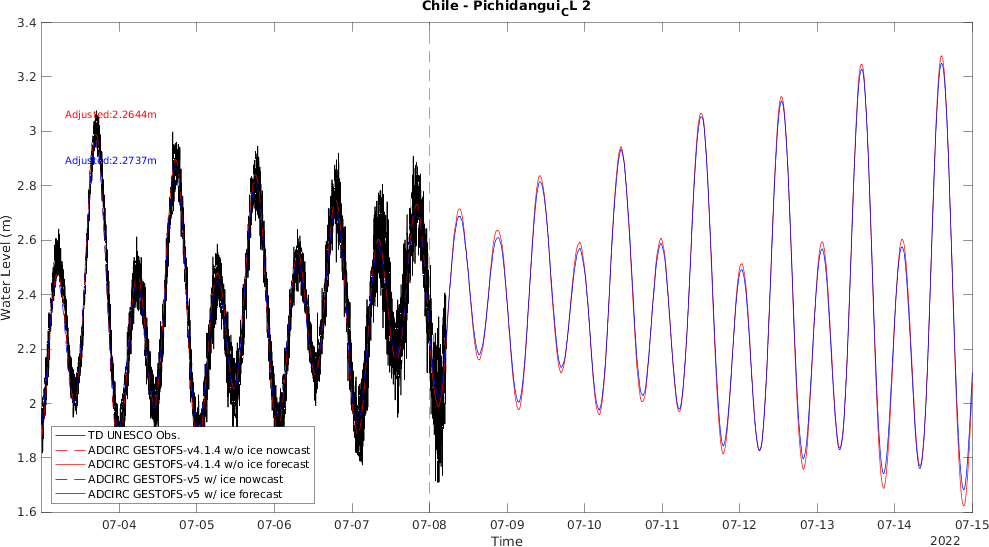 Chile - Pichidangui_CL 2
3.4
3.2
3
2.8
2.6
2.4
2.2
2
1.8
1.6
Water Level (m)
Adjusted:2.2644m
Adjusted:2.2737m
TD UNESCO Obs.
ADCIRC GESTOFS-v4.1.4 w/o ice nowcast
ADCIRC GESTOFS-v4.1.4 w/o ice forecast
ADCIRC GESTOFS-v5 w/ ice nowcast
ADCIRC GESTOFS-v5 w/ ice forecast
07-04 07-05 07-06 07-07 07-08 07-09 07-10 07-11 07-12 07-13 07-14 07-15
Time
2022